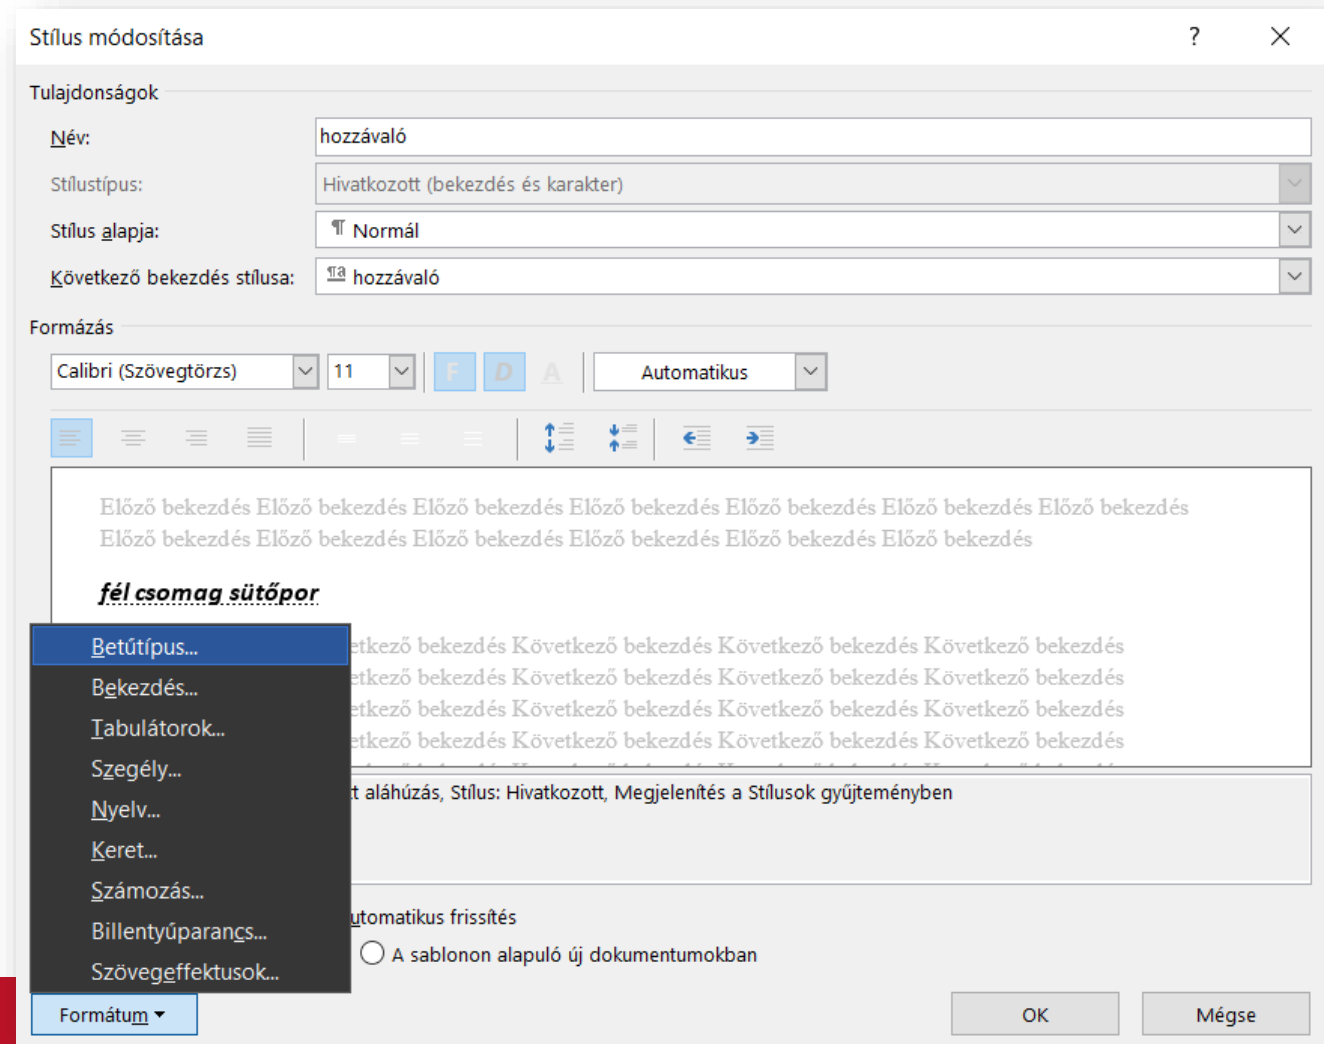 Stílus módosítása
?
Tulajdonságok
Név:
hozzávaló
Stílustípus:
Hivatkozott (bekezdés és karakter)
Stílus alapja:
¶ Normál
Következő bekezdés stílusa:
¶a hozzávaló
Formázás
Calibri (Szövegtörzs)
11
F
D
A
Automatikus
Előző bekezdés Előző bekezdés Előző bekezdés Előző bekezdés Előző bekezdés Előző bekezdés Előző bekezdés
Előző bekezdés Előző bekezdés Előző bekezdés Előző bekezdés Előző bekezdés Előző bekezdés
fél csomag sütőpor
etkező bekezdés Következő bekezdés Következő bekezdés Következő bekezdés
etkező bekezdés Következő bekezdés Következő bekezdés Következő bekezdés
etkező bekezdés Következő bekezdés Következő bekezdés Következő bekezdés
etkező bekezdés Következő bekezdés Következő bekezdés Következő bekezdés
tt aláhúzás, Stílus: Hivatkozott, Megjelenítés a Stílusok gyűjteményben
utomatikus frissítés
A sablonon alapuló új dokumentumokban
Betűtípus...
Bekezdés...
Tabulátorok...
Szegély...
Nyelv...
Keret...
Számozás...
Billentyűparancs...
Szövegeffektusok...
Formátum
OK
Mégse